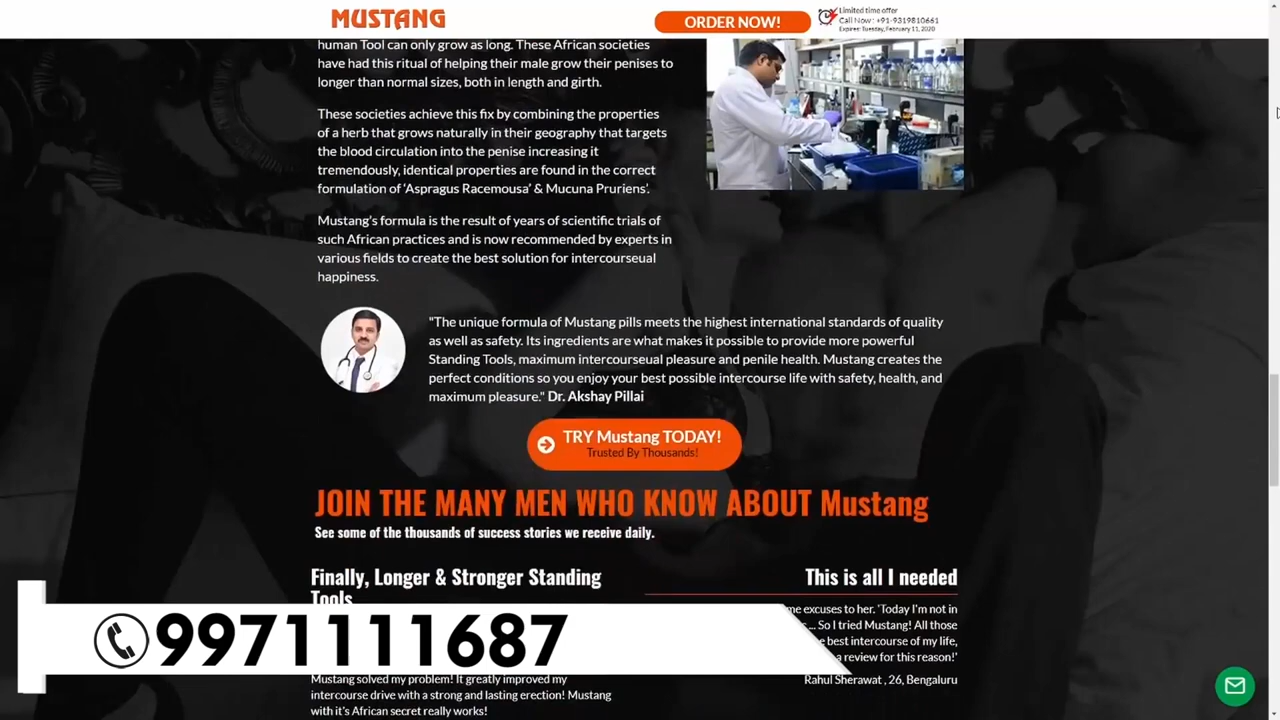 MUSTANG
ORDER NOW!
Limited time offer
Call Now : +91-9319810661
Expires: Tuesday, February 11, 2020
human Tool can only grow as long. These African societies
have had this ritual of helping their male grow their penises to
longer than normal sizes, both in length and girth.
These societies achieve this fix by combining the properties
of a herb that grows naturally in their geography that targets
the blood circulation into the penise increasing it
tremendously, identical properties are found in the correct
formulation of ‘Aspragus Racemousa’ & Mucuna Pruriens’.
Mustang’s formula is the result of years of scientific trials of
such African practices and is now recommended by experts in
various fields to create the best solution for intercourseual
happiness.
"The unique formula of Mustang pills meets the highest international standards of quality
as well as safety. Its ingredients are what makes it possible to provide more powerful
Standing Tools, maximum intercourseual pleasure and penile health. Mustang creates the
perfect conditions so you enjoy your best possible intercourse life with safety, health, and
maximum pleasure." Dr. Akshay Pillai
TRY Mustang TODAY!
Trusted By Thousands!
JOIN THE MANY MEN WHO KNOW ABOUT Mustang
See some of the thousands of success stories we receive daily.
Finally, Longer & Stronger Standing
Tools
This is all I needed
me excuses to her. 'Today I'm not in
... So I tried Mustang! All those
best intercourse of my life,
a review for this reason!'
Rahul Sherawat , 26, Bengaluru
9971111687
Mustang solved my problem! It greatly improved my
intercourse drive with a strong and lasting erection! Mustang
with it's African secret really works!